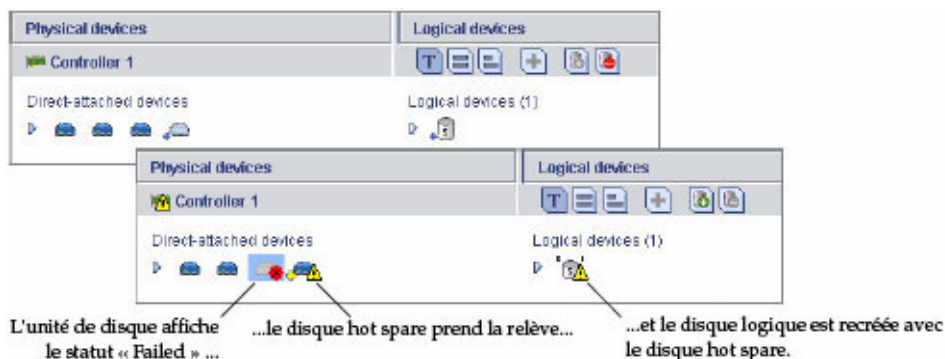 Physical devices
Logical devices
Controller 1
T
Direct-attached devices
Logical devices (1)
5
Physical devices
Logical devices
Controller 1
T
Direct-attached devices
Logical devices (1)
5
L'unité de disque affiche
le statut « Failed » ...
...le disque hot spare prend la relève...
...et le disque logique est recréée avec
le disque hot spare.